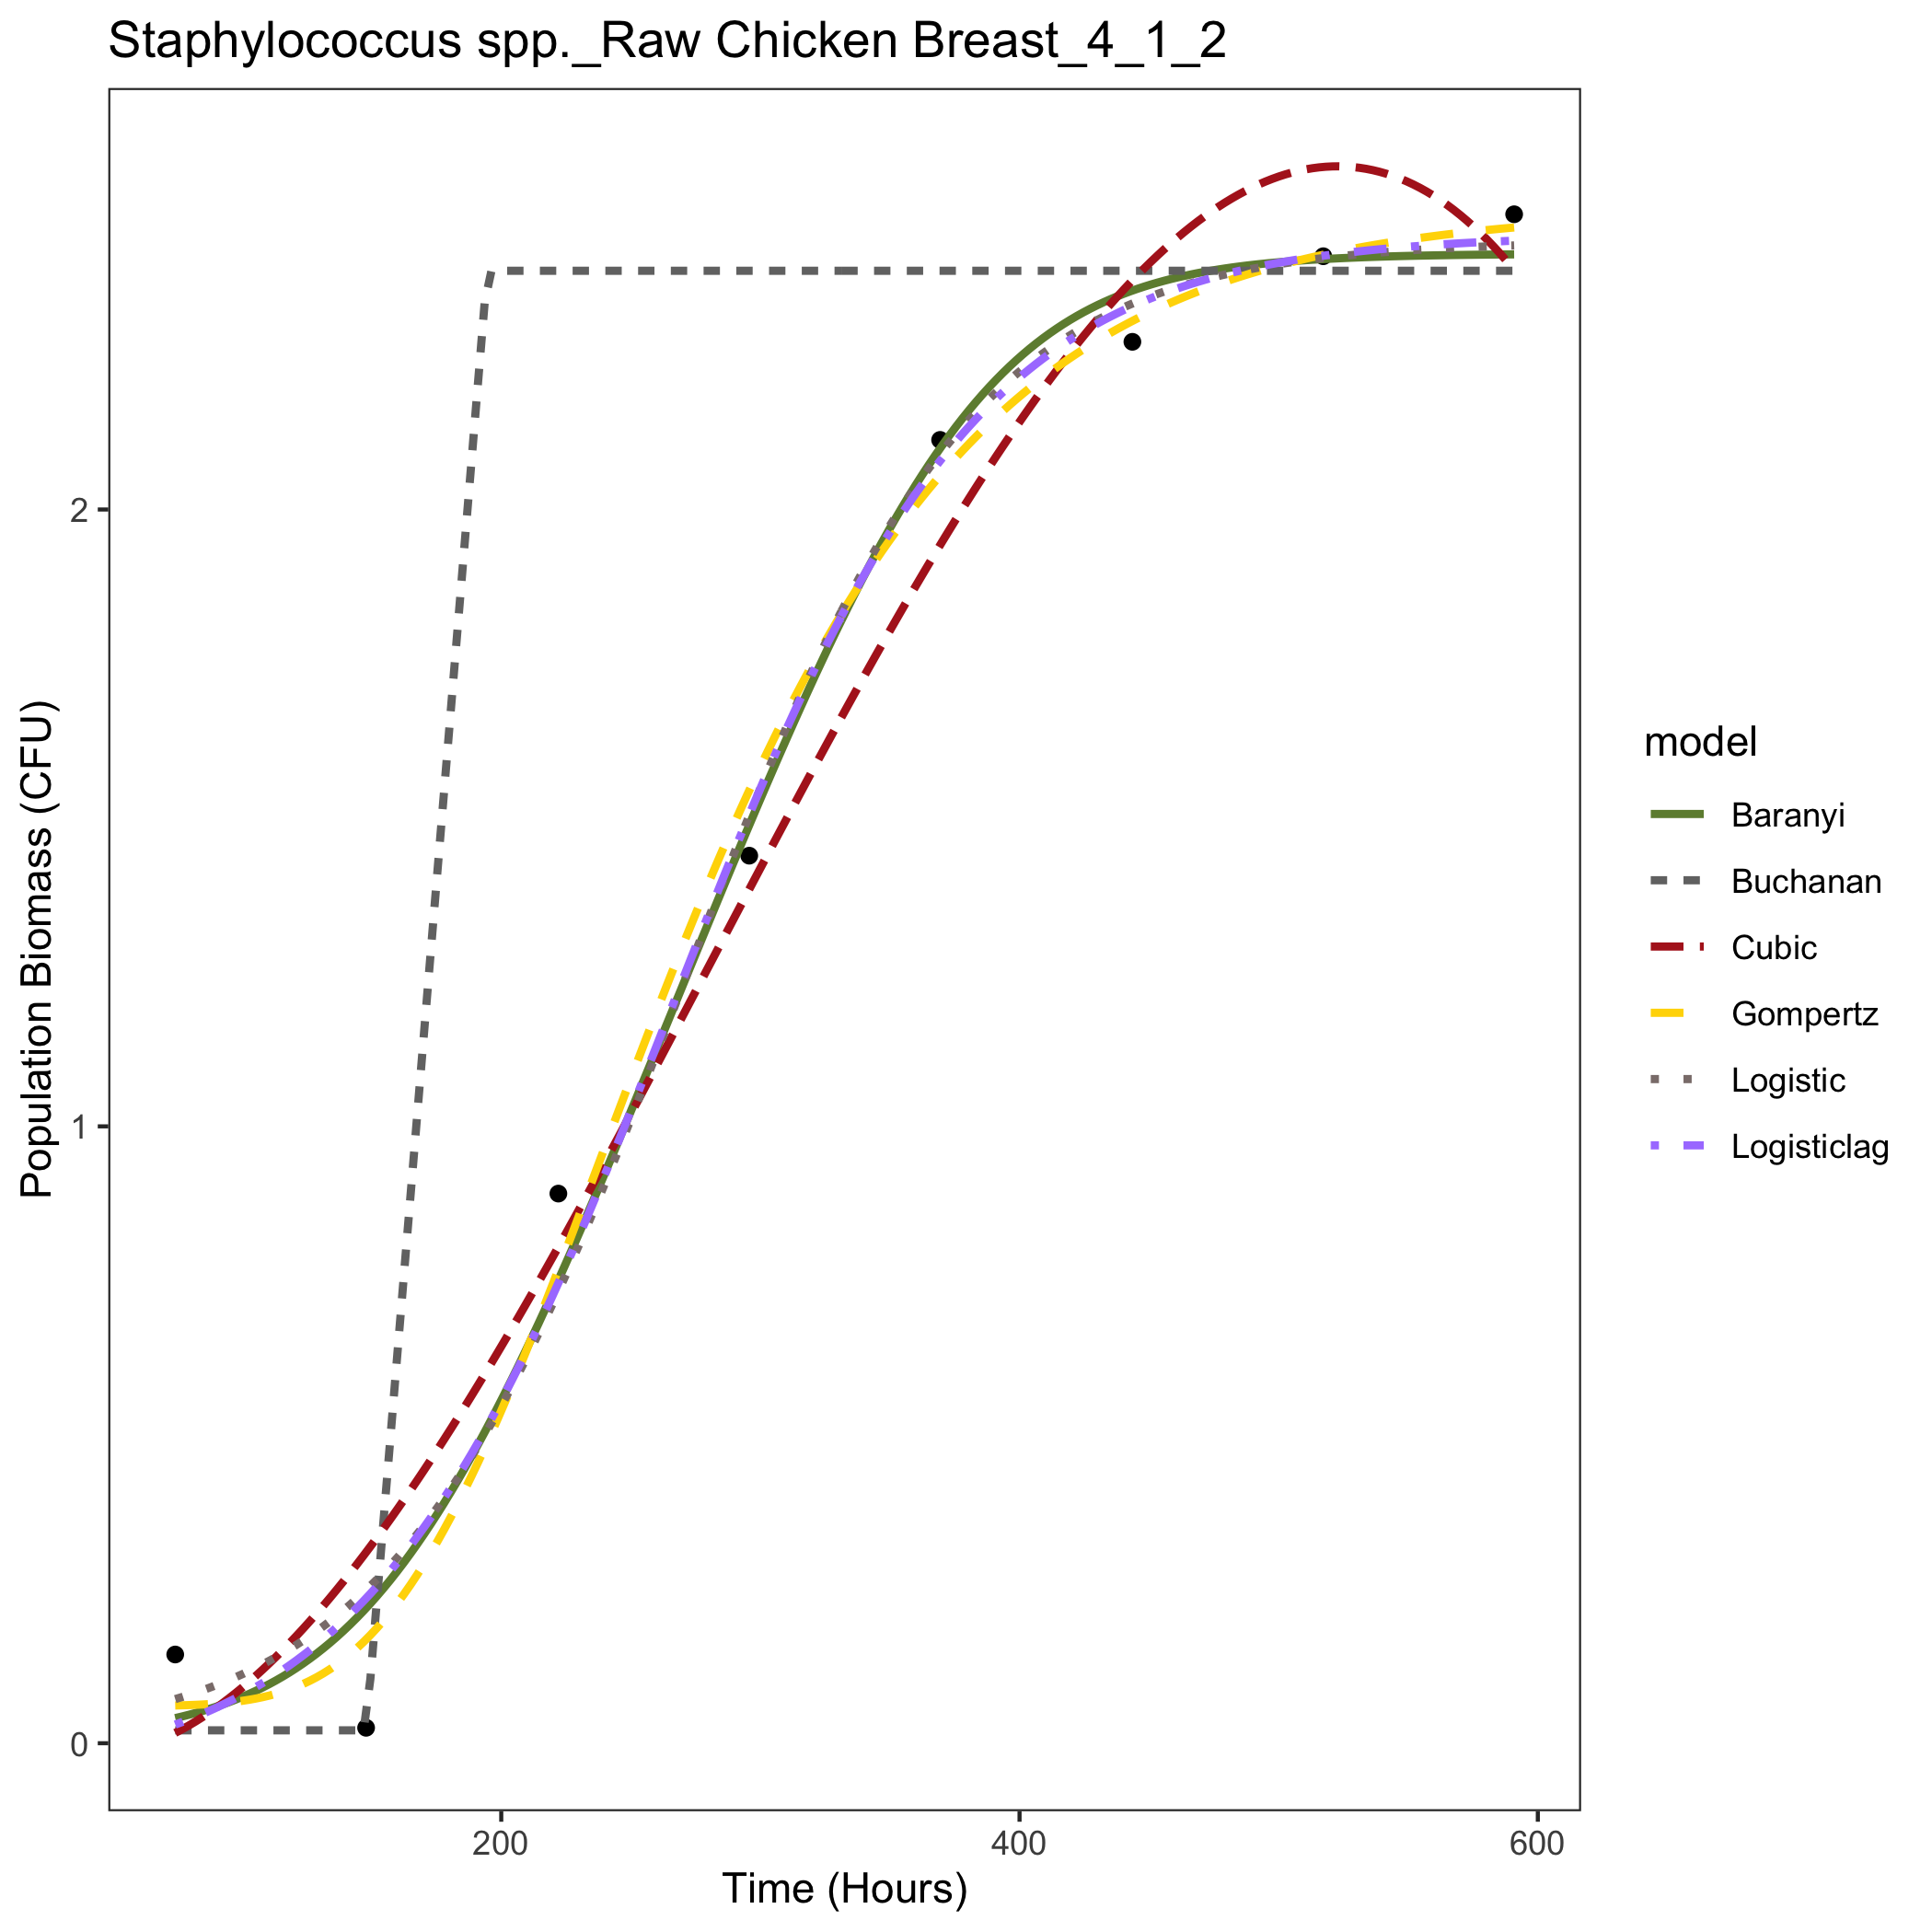 Staphylococcus spp._Raw Chicken Breast_4_1_2
Population Biomass (CFU)
2
1
0
200
400
600
Time (Hours)
model
Baranyi
Buchanan
Cubic
Gompertz
Logistic
Logisticlag